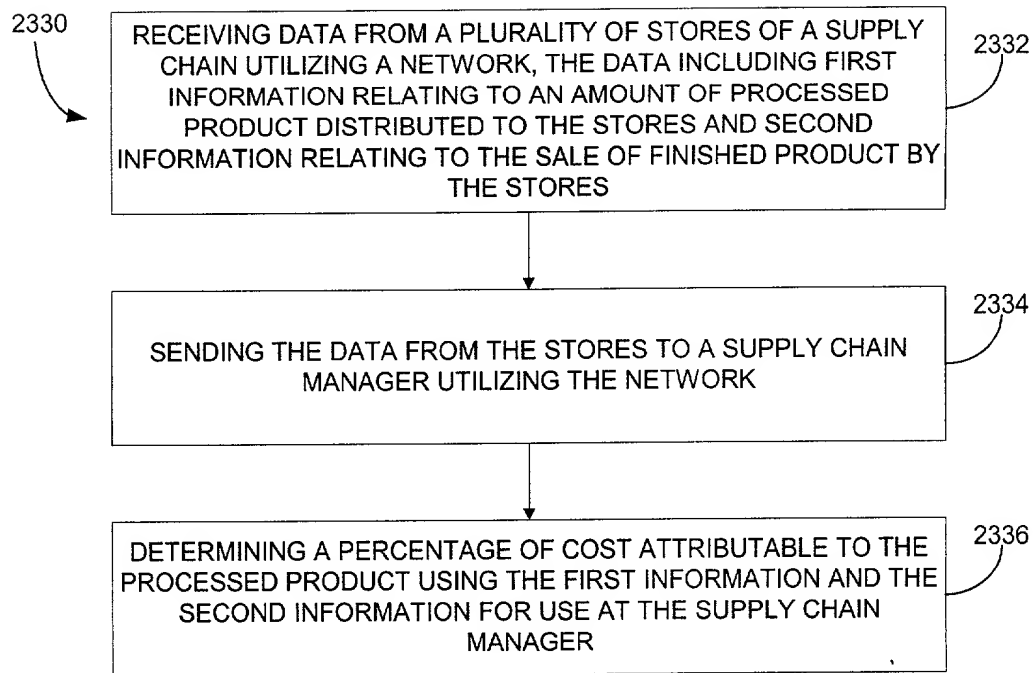 2330
RECEIVING DATA FROM A PLURALITY OF STORES OF A SUPPLY
CHAIN UTILIZING A NETWORK, THE DATA INCLUDING FIRST
INFORMATION RELATING TO AN AMOUNT OF PROCESSED
PRODUCT DISTRIBUTED TO THE STORES AND SECOND
INFORMATION RELATING TO THE SALE OF FINISHED PRODUCT BY
THE STORES
2332
SENDING THE DATA FROM THE STORES TO A SUPPLY CHAIN
MANAGER UTILIZING THE NETWORK
2334
DETERMINING A PERCENTAGE OF COST ATTRIBUTABLE TO THE
PROCESSED PRODUCT USING THE FIRST INFORMATION AND THE
SECOND INFORMATION FOR USE AT THE SUPPLY CHAIN
MANAGER
2336